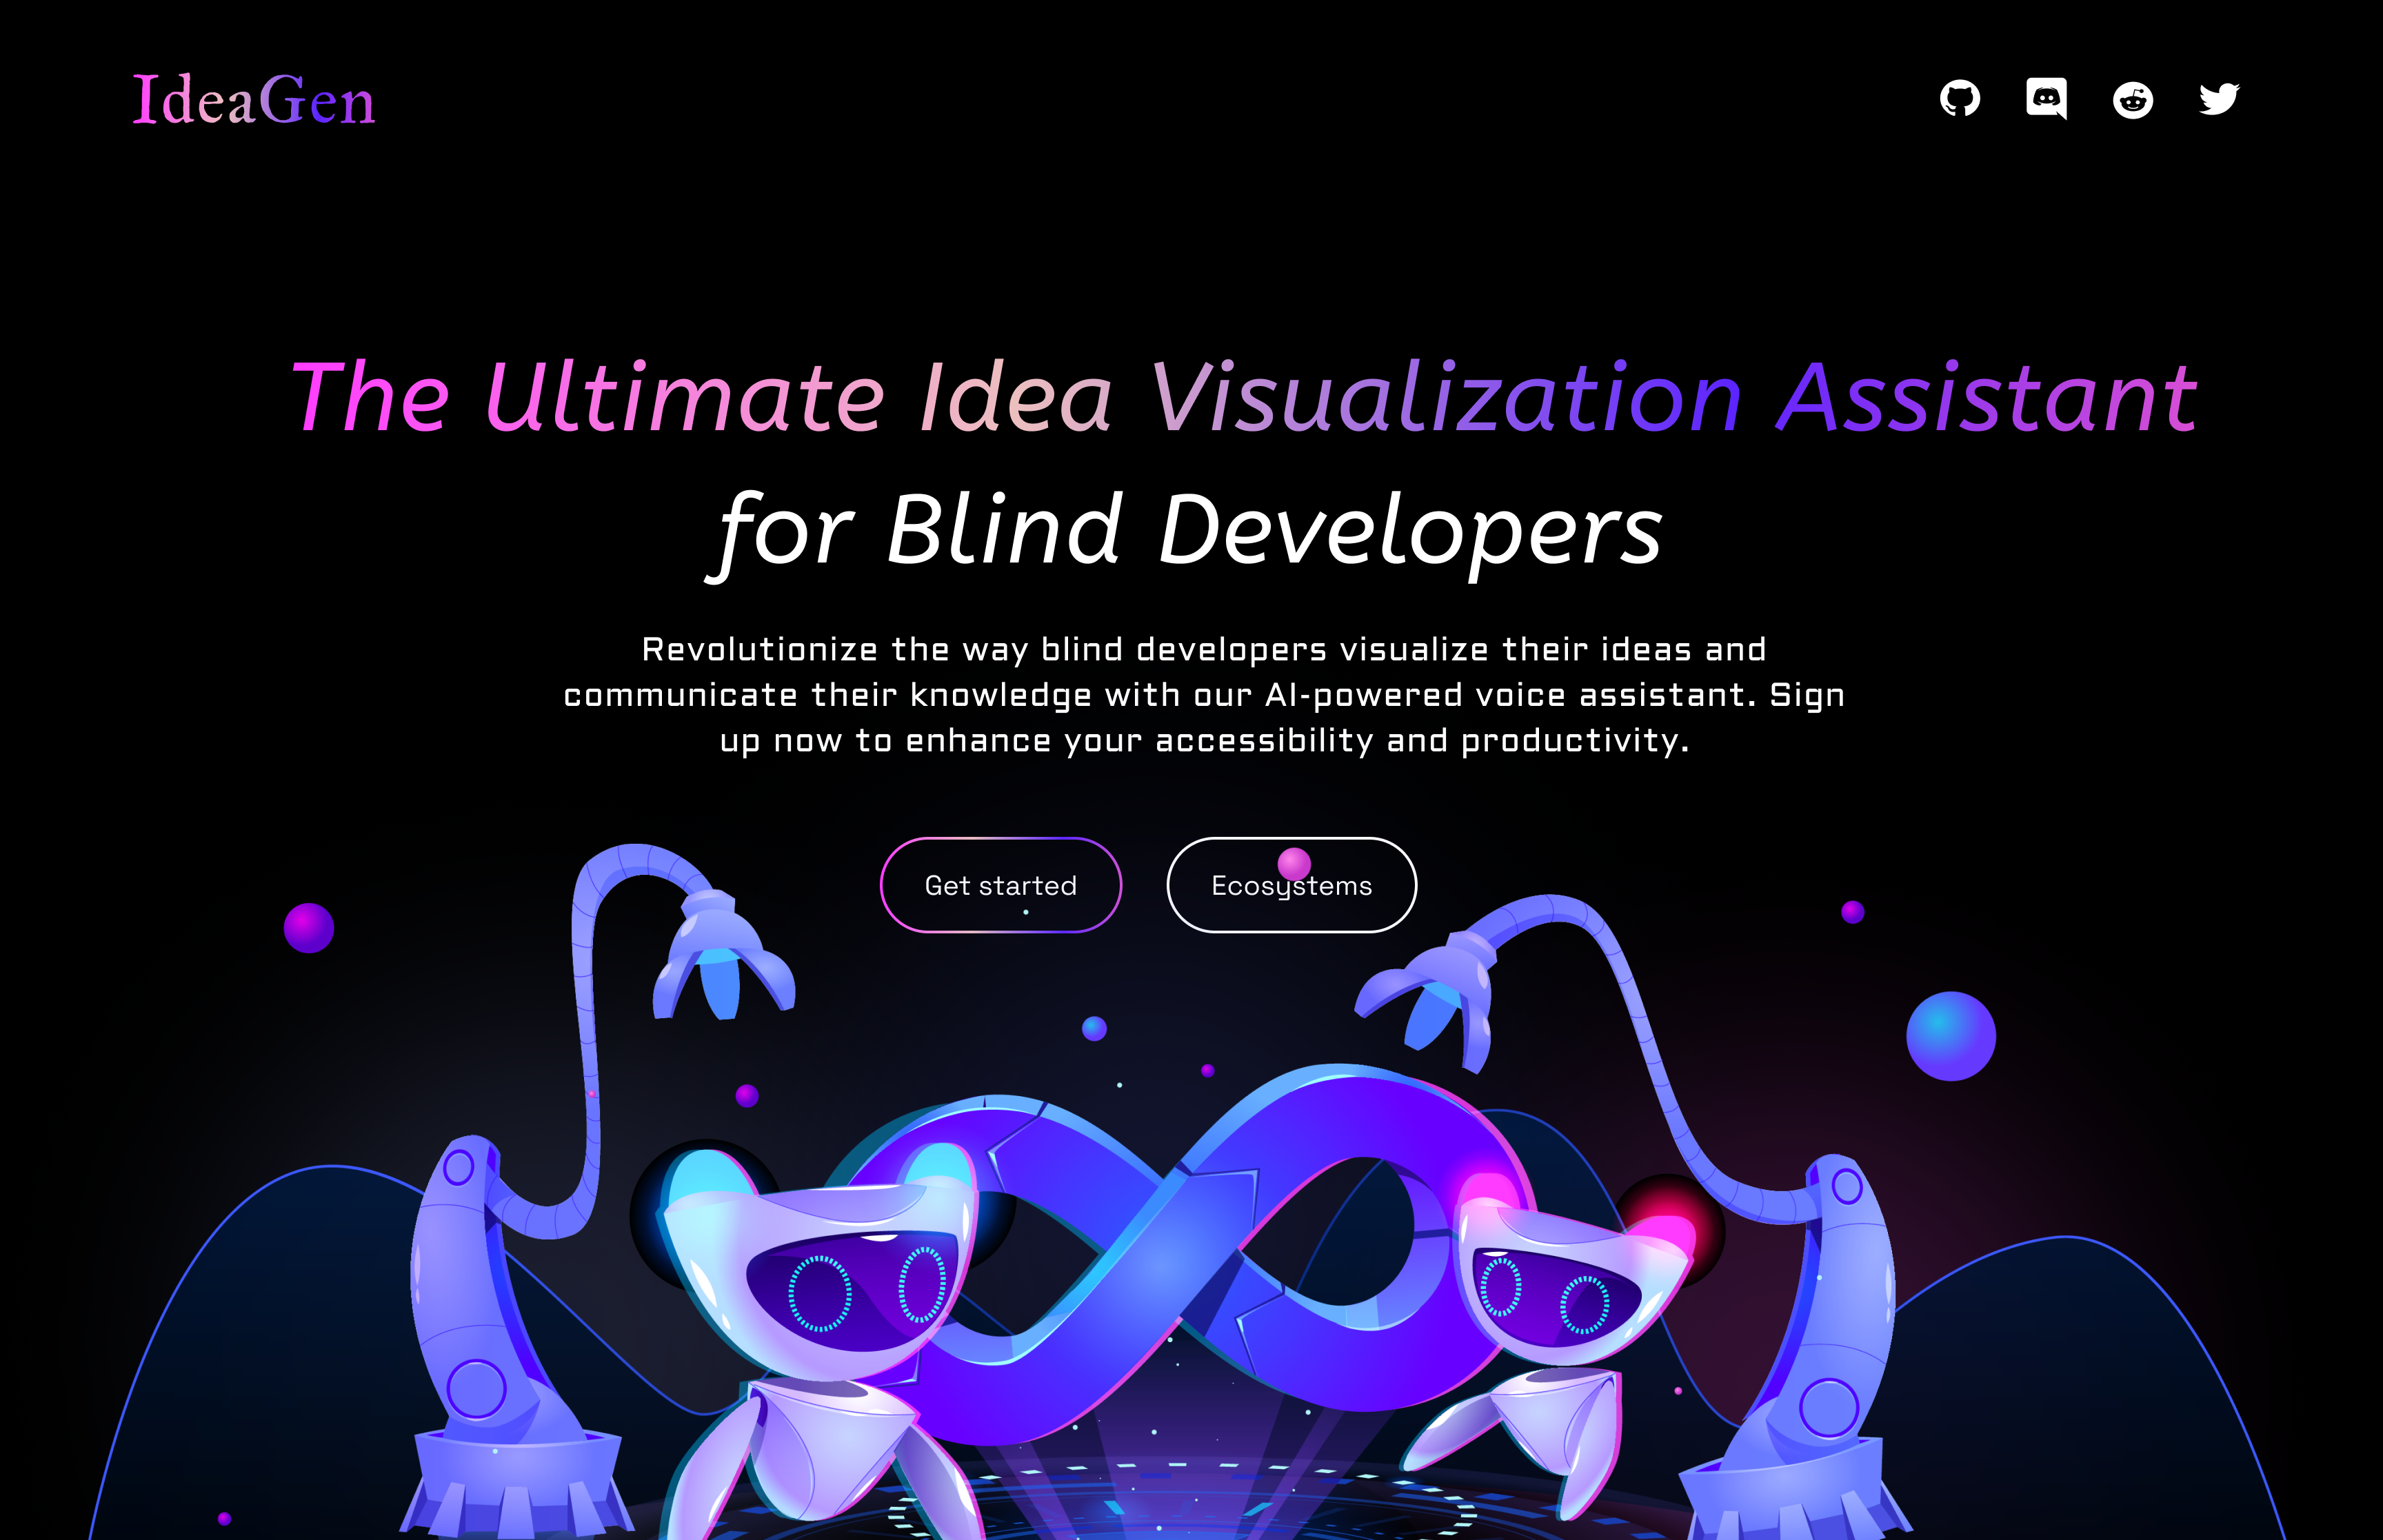 IdeaGen
The Ultimate Idea Visualization Assistant
for Blind Developers
Revolutionize the way blind developers visualize their ideas and
communicate their knowledge with our AI-powered voice assistant. Sign
up now to enhance your accessibility and productivity.
Get started
Ecosystems